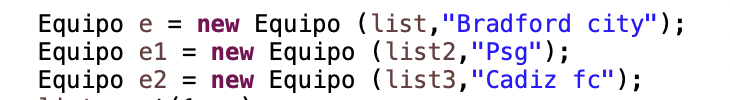 Equipo e = new Equipo (list,"Bradford city");
Equipo e1 = new Equipo (list2,"Psg");
Equipo e2 = new Equipo (list3,"Cadiz fc");